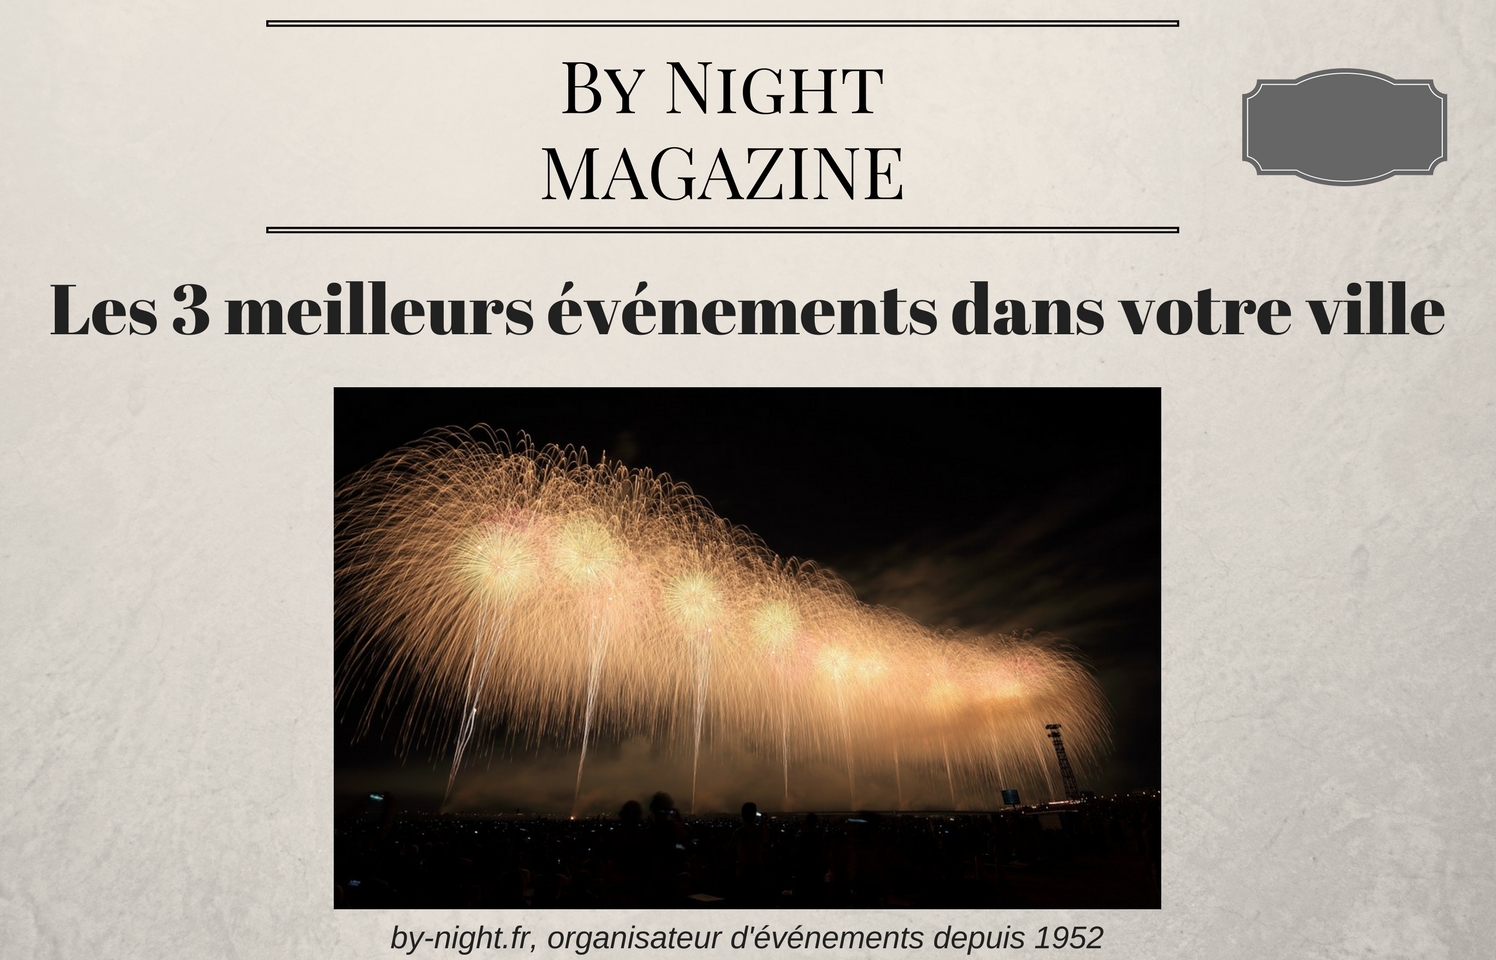 By Night
MAGAZINE
Les 3 meilleurs événements dans votre ville
by-night.fr, organisateur d'événements depuis 1952